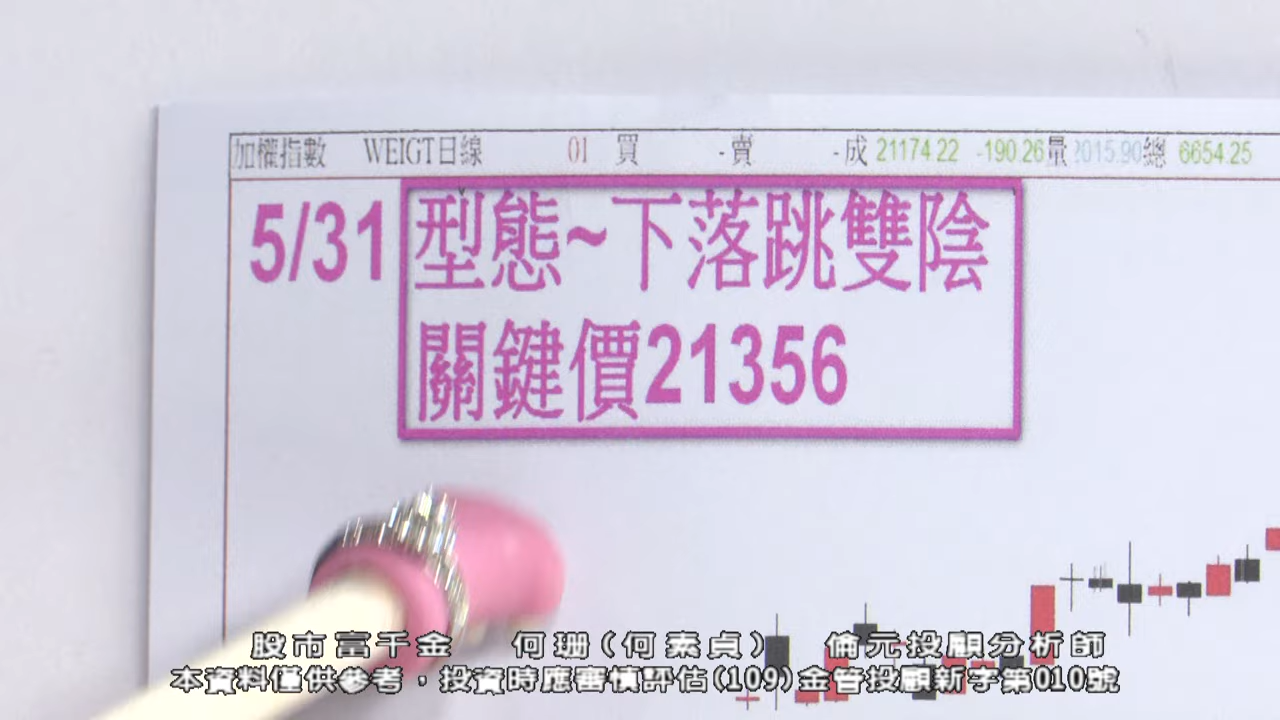 加權指數 WEIGT日線 01 買 -賣 -成 21174.22 -190.26量 2015.90總 6654.25
5/31 型態~下落跳雙陰
關鍵價21356
股市富千金 何珊(何素貞) 倫元投顧分析師
本資料僅供參考，投資時應審慎評估(109)金管投顧新字第010號